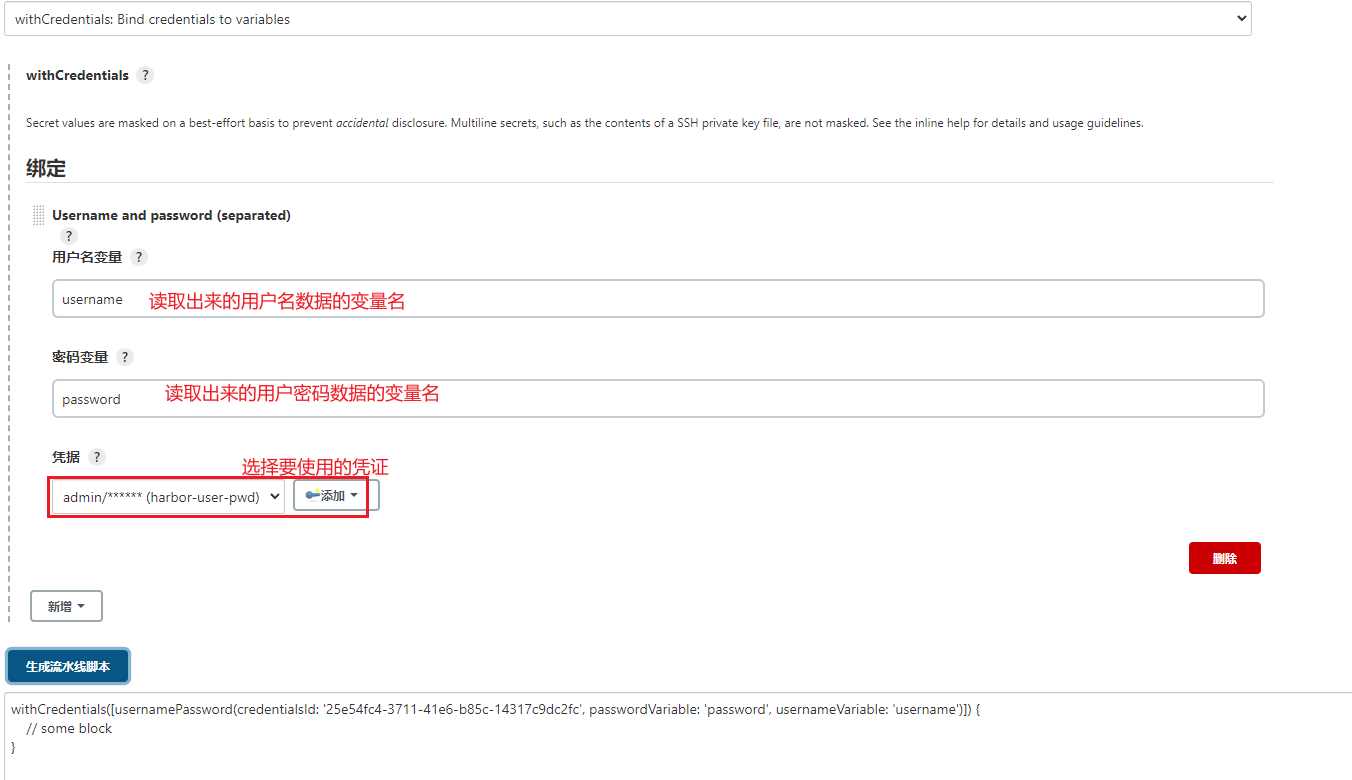 withCredentials: Bind credentials to variables
withCredentials ?
Secret values are masked on a best-effort basis to prevent accidental disclosure. Multiline secrets, such as the contents of a SSH private key file, are not masked. See the inline help for details and usage guidelines.
绑定
Username and password (separated)
?
用户名变量 ?
username 读取出来的用户名数据的变量名
密码变量 ?
password 读取出来的用户密码数据的变量名
凭据 ?
选择要使用的凭证
admin/****** (harbor-user-pwd) 添加
删除
新增
生成流水线脚本
withCredentials([usernamePassword(credentialsId: '25e54fc4-3711-41e6-b85c-14317c9dc2fc', passwordVariable: 'password', usernameVariable: 'username')]) {
// some block
}